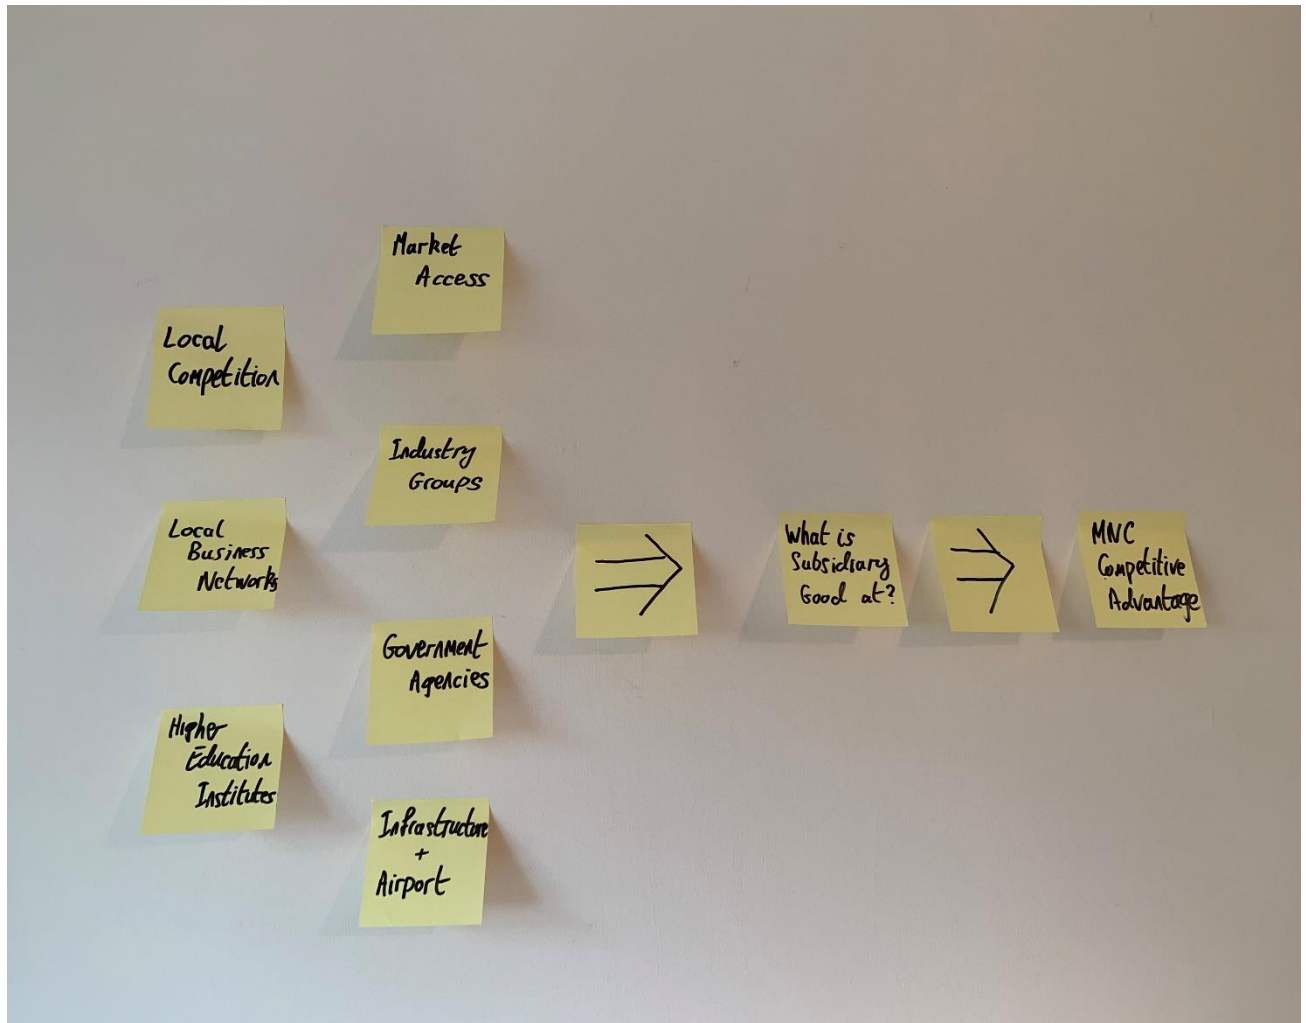 Market
Access
Local
Competition
Industry
Groups
Local
Business
Networks
Government
Agencies
Higher
Education
Institutes
Infrastructure
+
Airport
What is
Subsidiary
Good at?
MNC
Competitive
Advantage